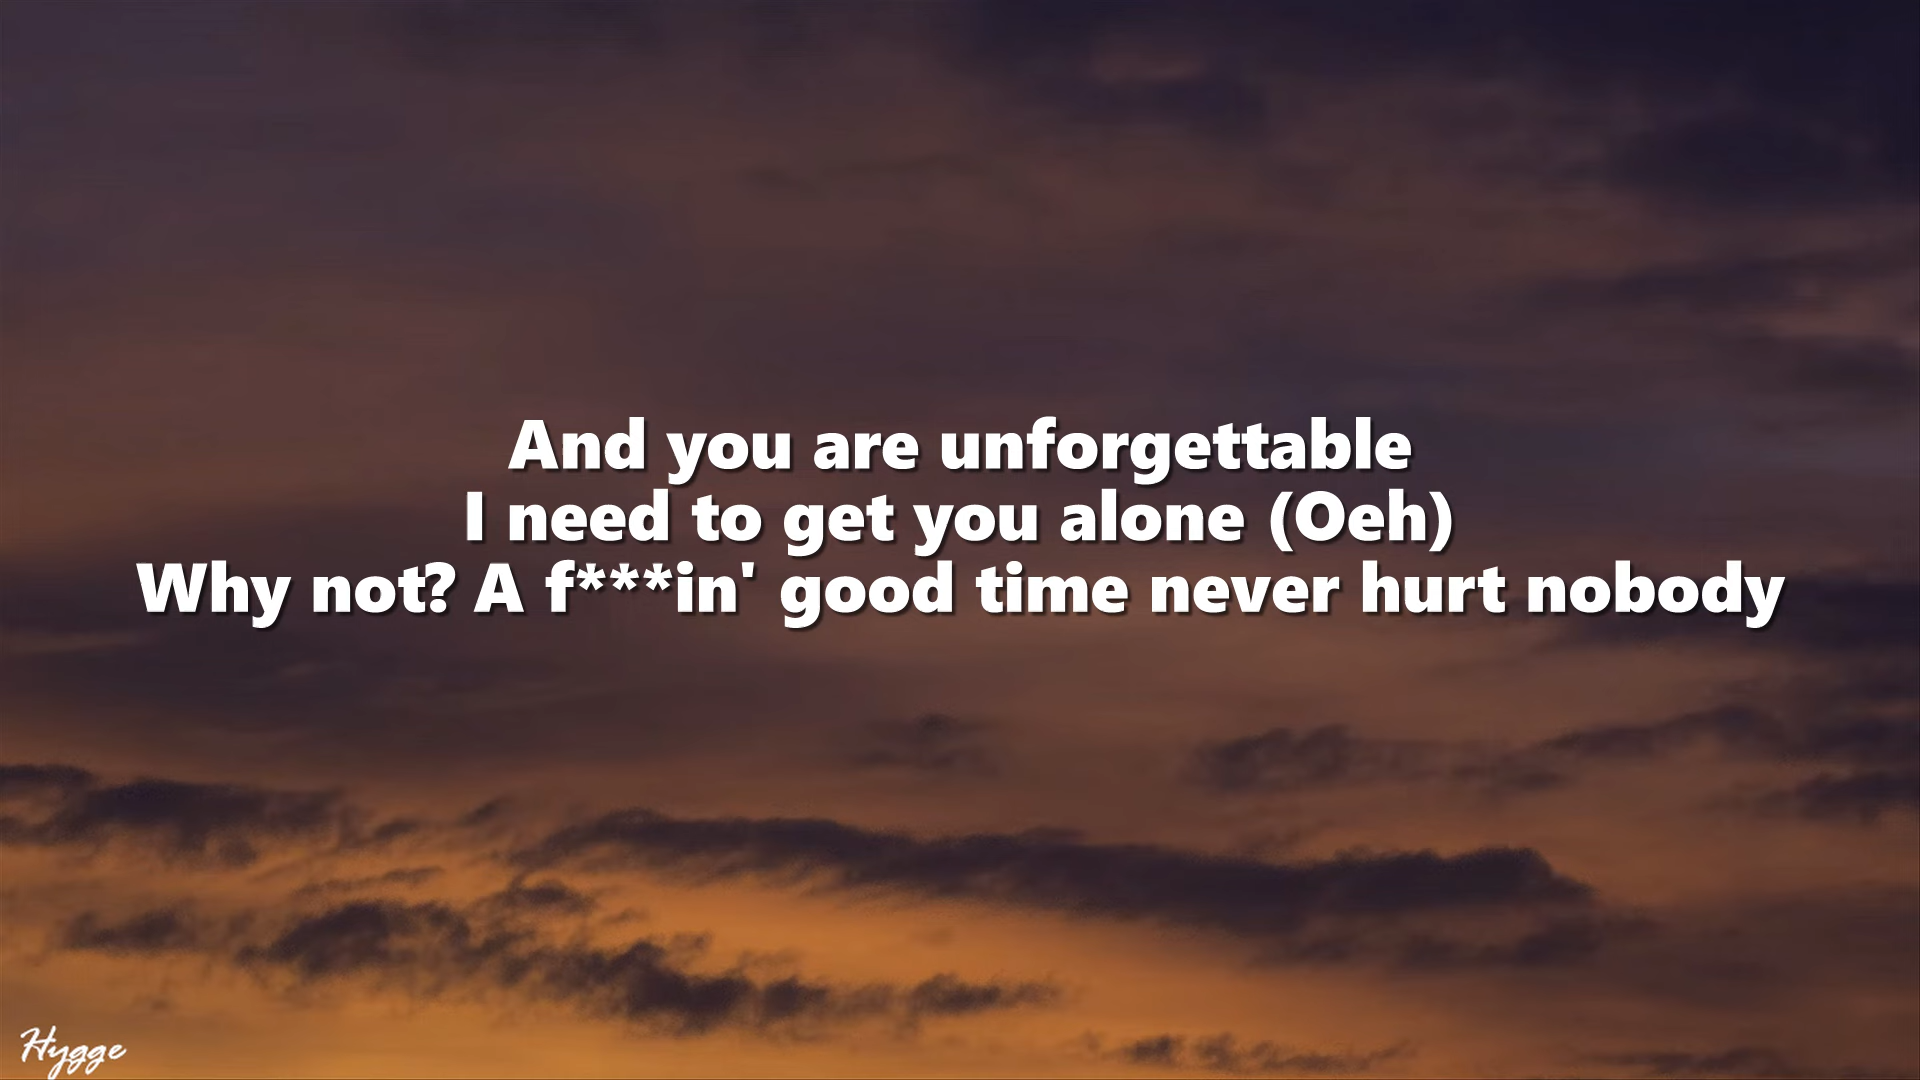 And you are unforgettable
I need to get you alone (Oeh)
Why not? A f***in' good time never hurt nobody
Hygge